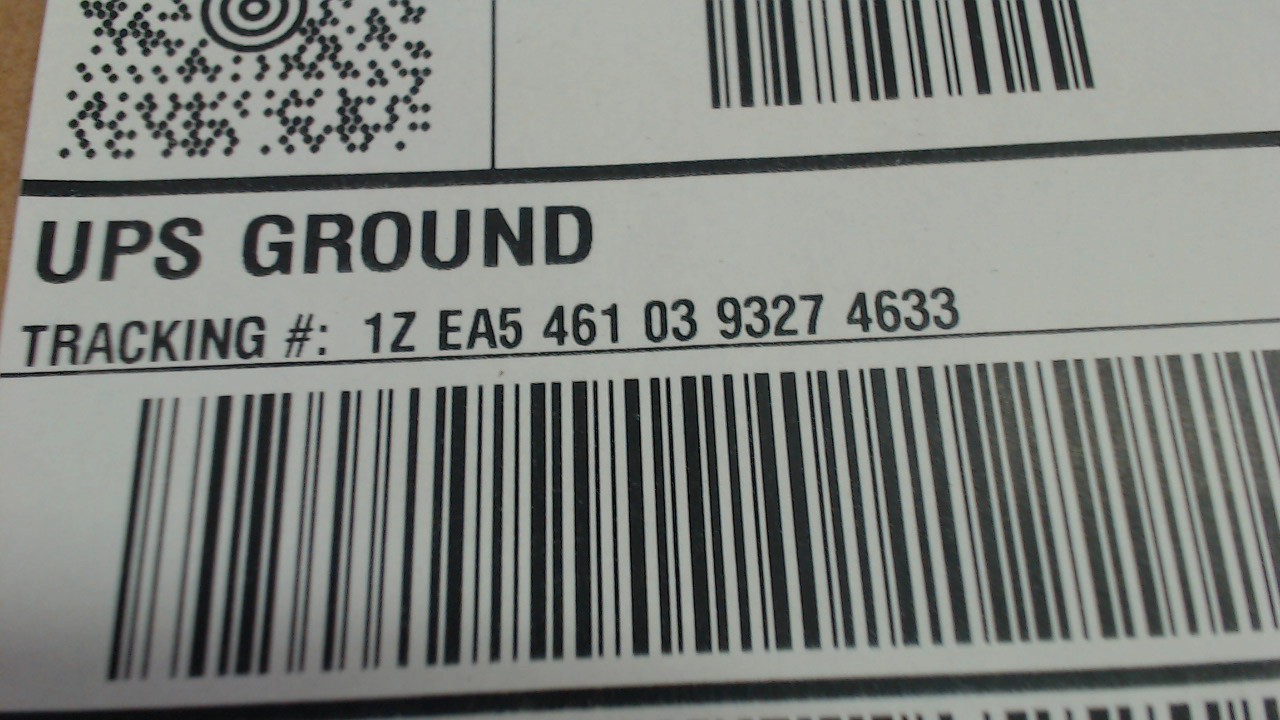 UPS GROUND
TRACKING #: 1Z EA5 461 03 9327 4633